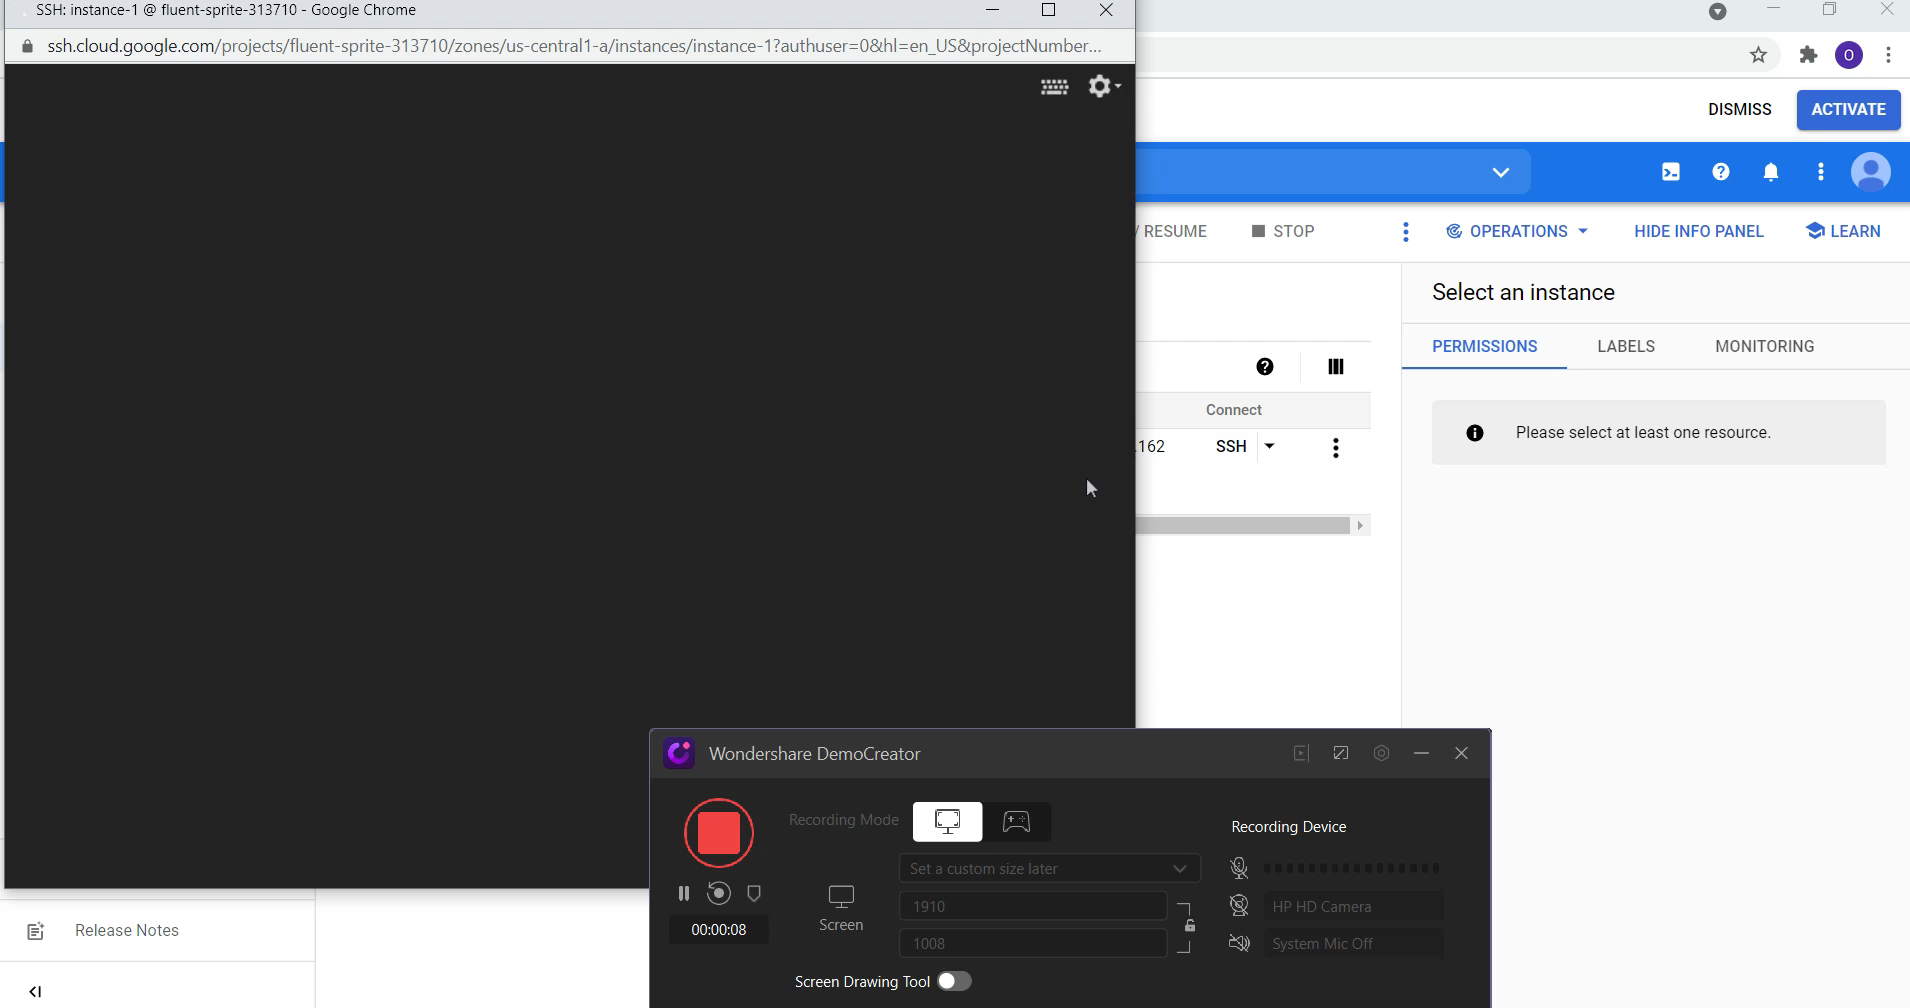 SSH: instance-1 @ fluent-sprite-313710 - Google Chrome
ssh.cloud.google.com/projects/fluent-sprite-313710/zones/us-central1-a/instances/instance-1?authuser=0&hl=en_US&projectNumber...
O
DISMISS
ACTIVATE
/ RESUME
STOP
OPERATIONS
HIDE INFO PANEL
LEARN
Select an instance
PERMISSIONS
LABELS
MONITORING
Connect
.162
SSH
Please select at least one resource.
Wondershare DemoCreator
Recording Mode
Recording Device
Set a custom size later
1910
HP HD Camera
Screen
00:00:08
1008
System Mic Off
Screen Drawing Tool
Release Notes